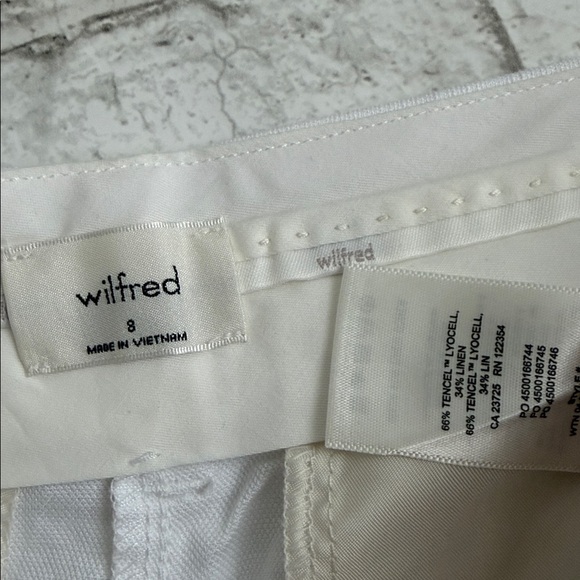 wilfred
8
MADE IN VIETNAM
wilfred
66% TENCEL™ LYOCELL,
34% LINEN
66% TENCEL™ LYOCELL,
34% LIN
CA 23725 RN 122354
PO 4500166744
PO 4500166745
PO 4500166746